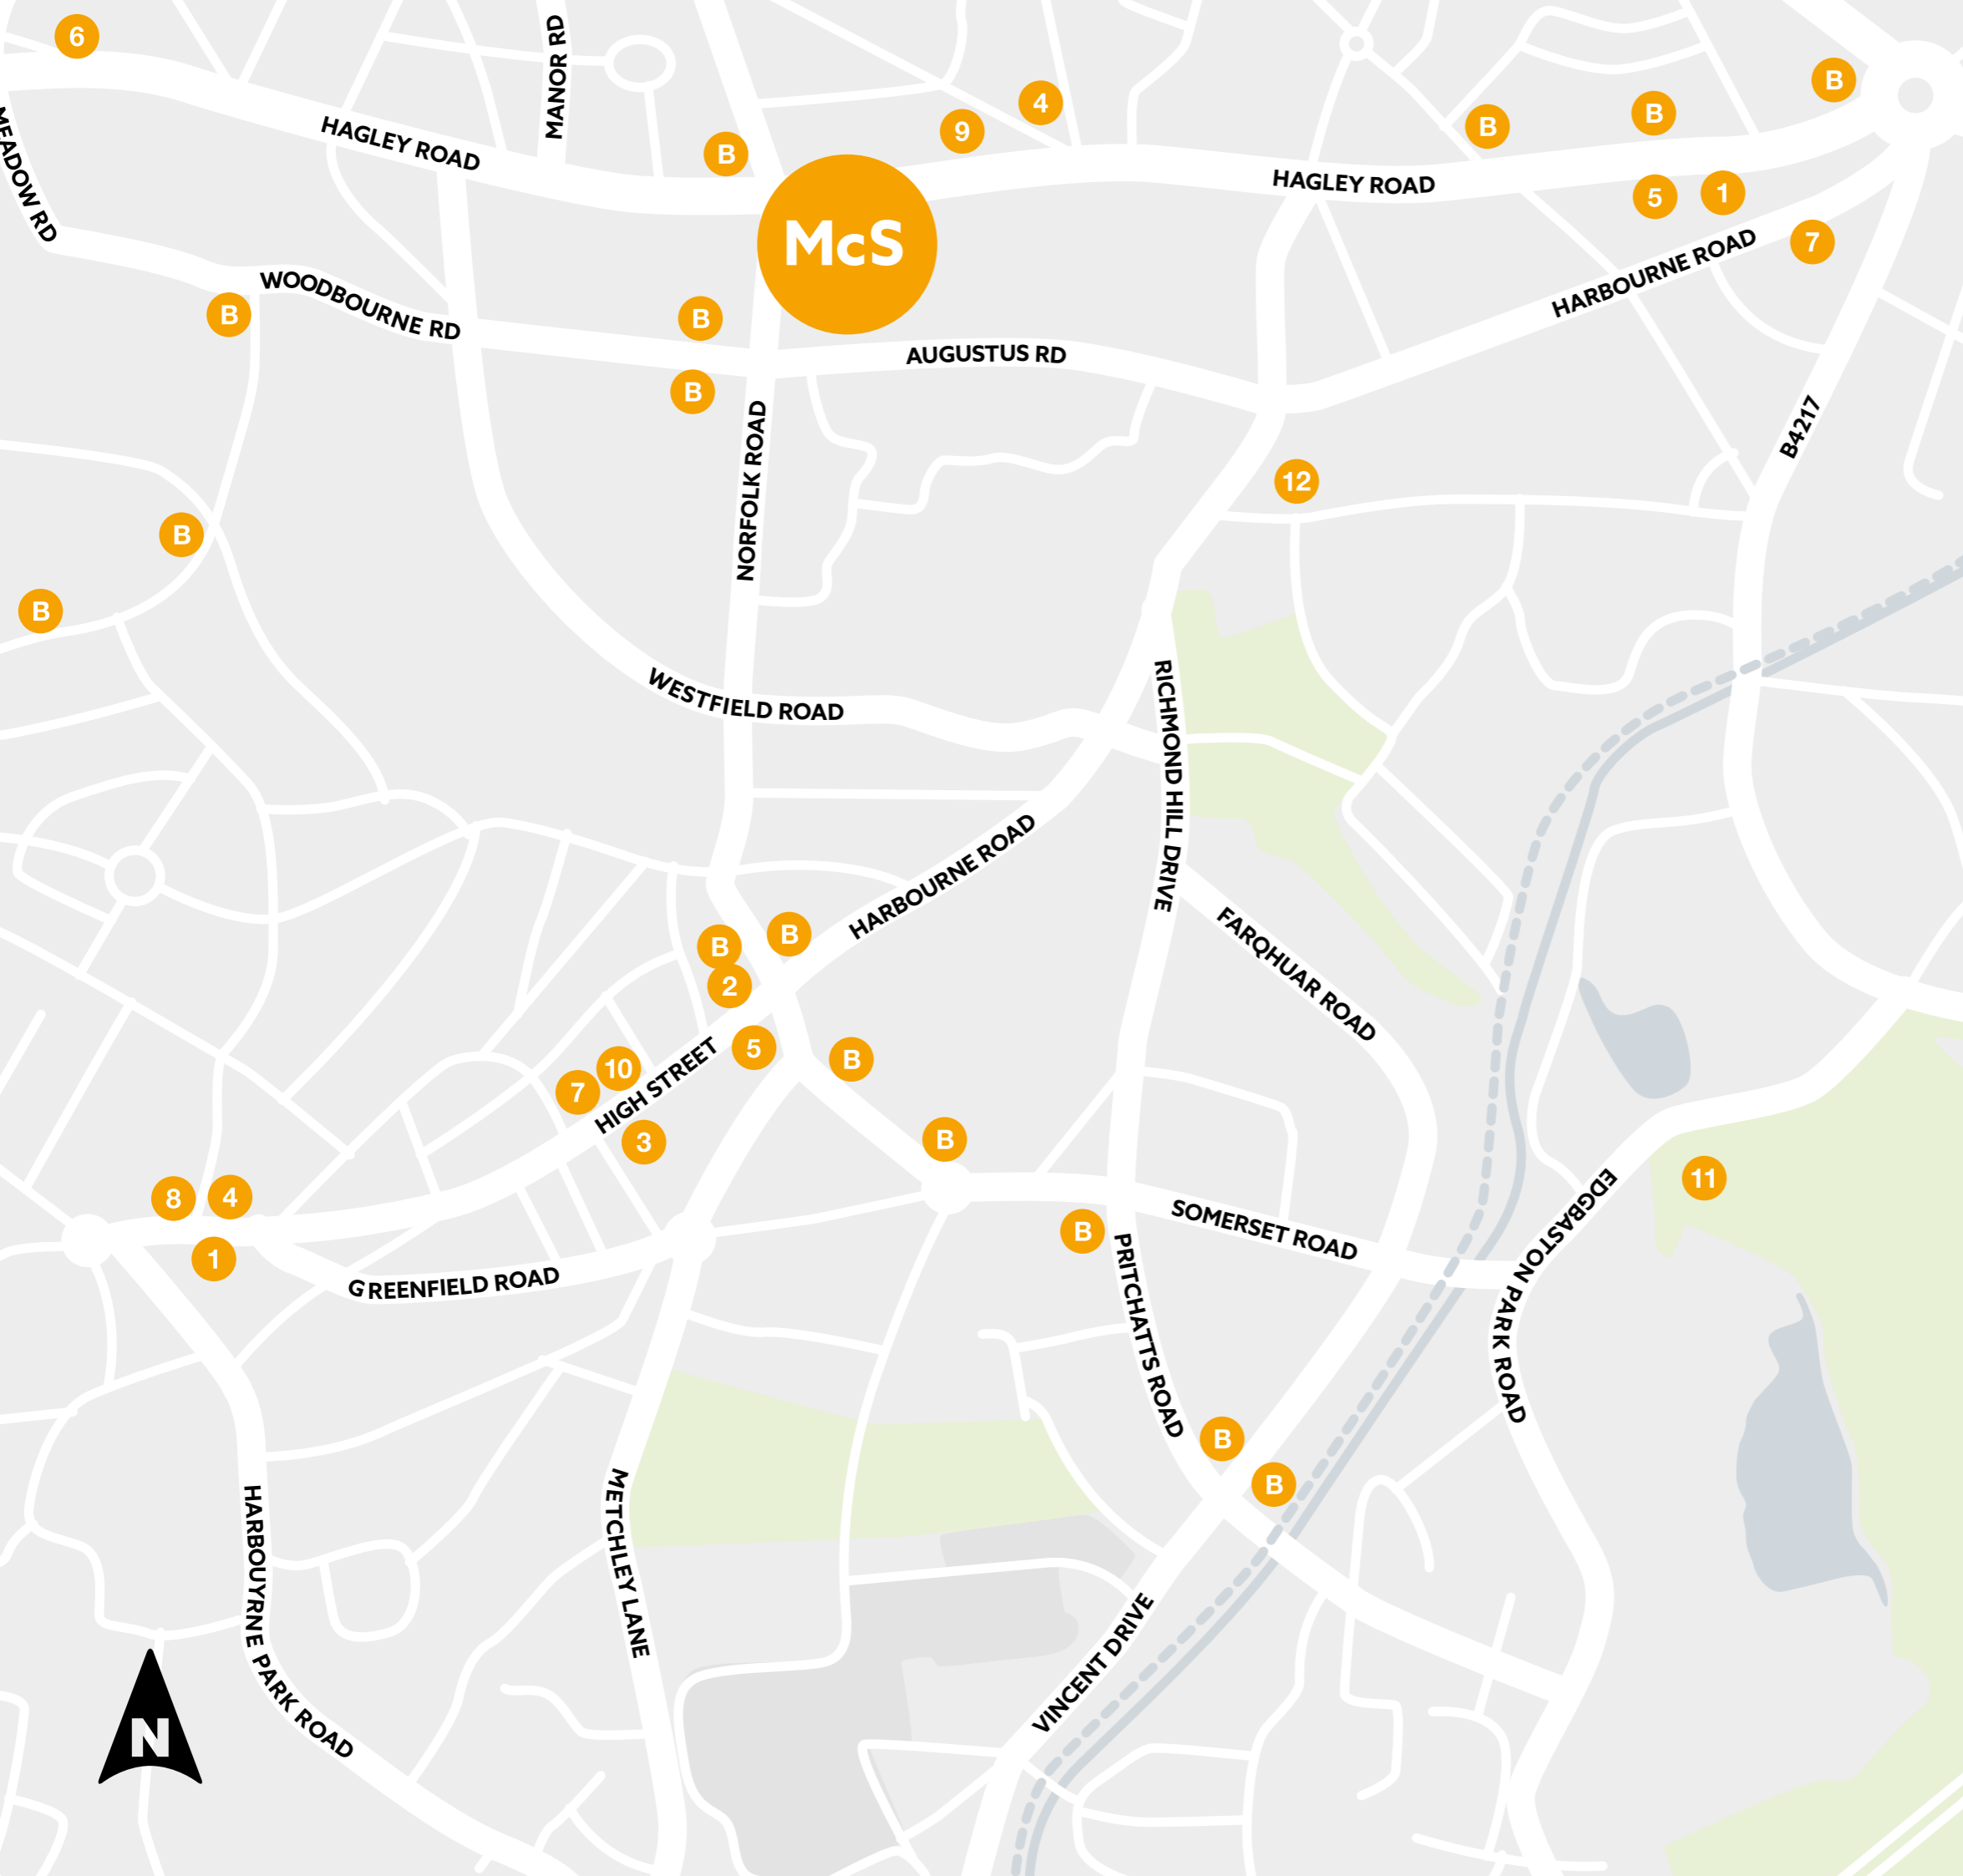 6
MANOR RD
4
B
B
B
9
B
HAGLEY ROAD
B
HAGLEY ROAD
5
1
MEADOW RD
McS
7
HARBOURNE ROAD
WOODBOURNE RD
B
B
AUGUSTUS RD
B
B4217
NORFOLK ROAD
12
B
B
WESTFIELD ROAD
RICHMOND HILL DRIVE
HARBOURNE ROAD
B
B
2
FARQHUAR ROAD
5
B
10
7
HIGH STREET
3
B
11
8
4
1
B
SOMERSET ROAD
EDGBASTON PARK ROAD
GREENFIELD ROAD
PRITCHATTS ROAD
B
B
HARBOUYRNE PARK ROAD
METCHLEY LANE
VINCENT DRIVE
N